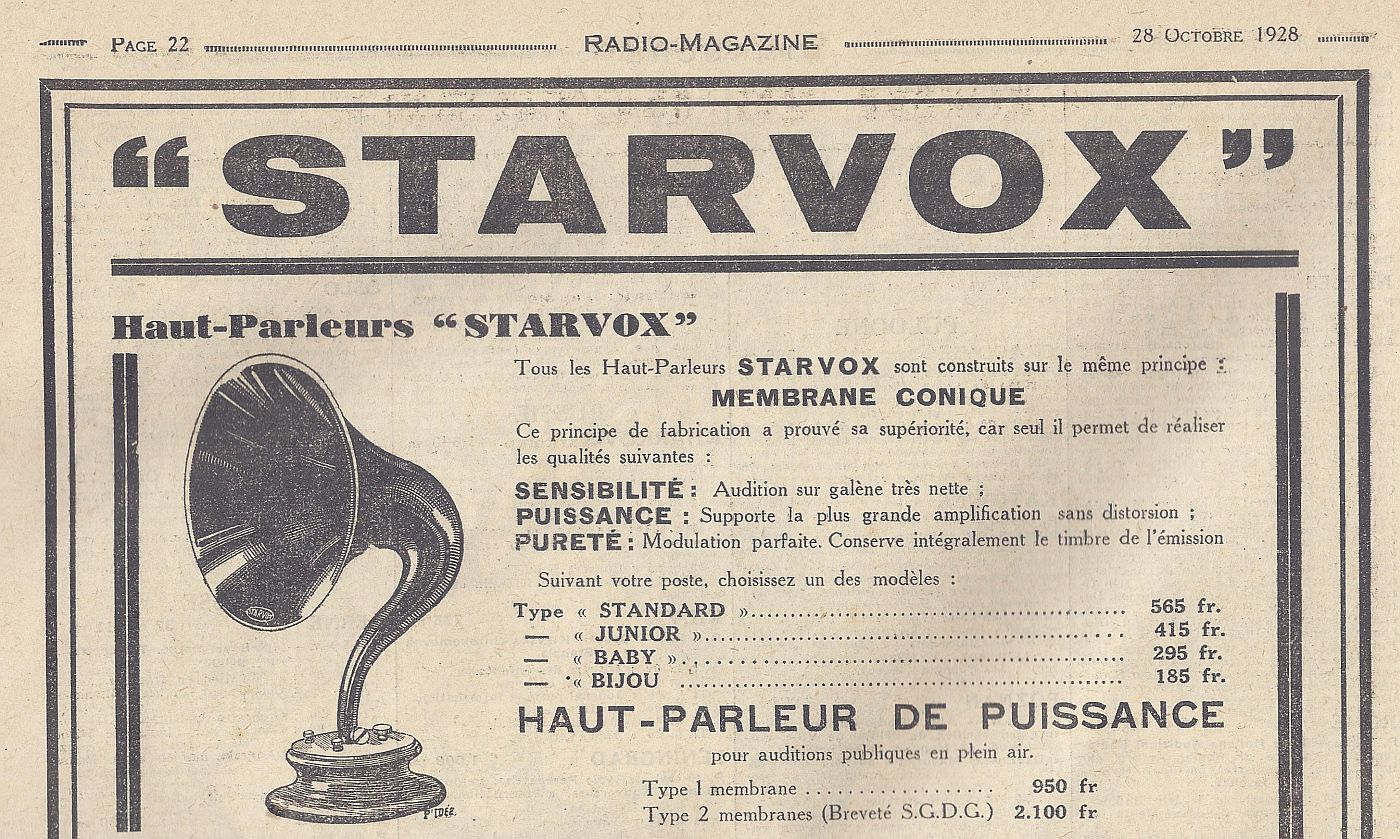 PAGE 22 RADIO-MAGAZINE 28 OCTOBRE 1928
"STARVOX"
Haut-Parleurs "STARVOX"
Tous les Haut-Parleurs STARVOX sont construits sur le même principe :
MEMBRANE CONIQUE
Ce principe de fabrication a prouvé sa supériorité, car seul il permet de réaliser
les qualités suivantes :
SENSIBILITÉ : Audition sur galène très nette ;
PUISSANCE : Supporte la plus grande amplification sans distorsion ;
PURETÉ : Modulation parfaite. Conserve intégralement le timbre de l'émission
Suivant votre poste, choisissez un des modèles :
Type « STANDARD »........ 565 fr.
— « JUNIOR »........ 415 fr.
— « BABY »........ 295 fr.
— « BIJOU ........ 185 fr.
HAUT-PARLEUR DE PUISSANCE
pour auditions publiques en plein air.
Type 1 membrane ........ 950 fr
Type 2 membranes (Breveté S.G.D.G.) 2.100 fr
STARVOX